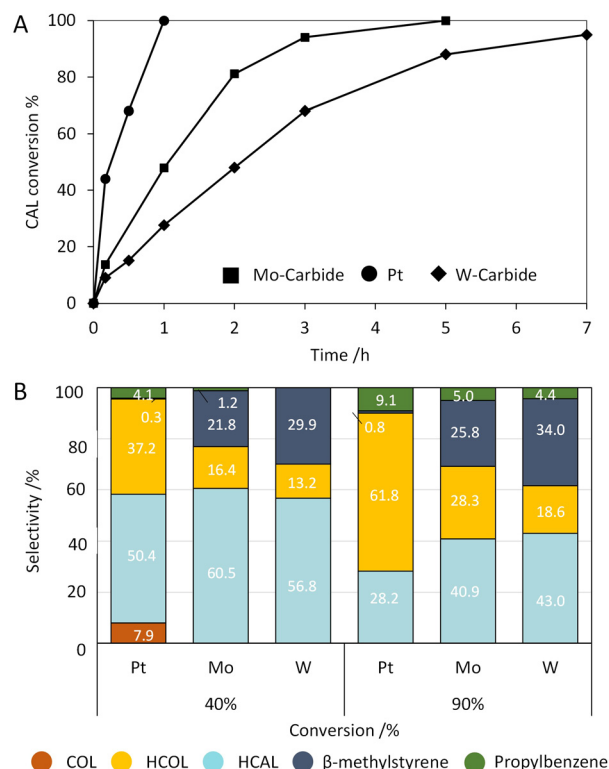 A
100
80
60
40
20
0
CAL conversion %
Mo-Carbide Pt W-Carbide
0 1 2 3 4 5 6 7
Time /h
B
100
80
60
40
20
0
Selectivity /%
4.1 1.2 29.9 9.1 5.0 4.4
0.3 21.8 0.8 25.8 34.0
37.2 16.4 13.2 61.8 28.3 18.6
50.4 60.5 56.8 28.2 40.9 43.0
7.9
Pt Mo W Pt Mo W
40% 90%
Conversion /%
COL HCOL HCAL β-methylstyrene Propylbenzene